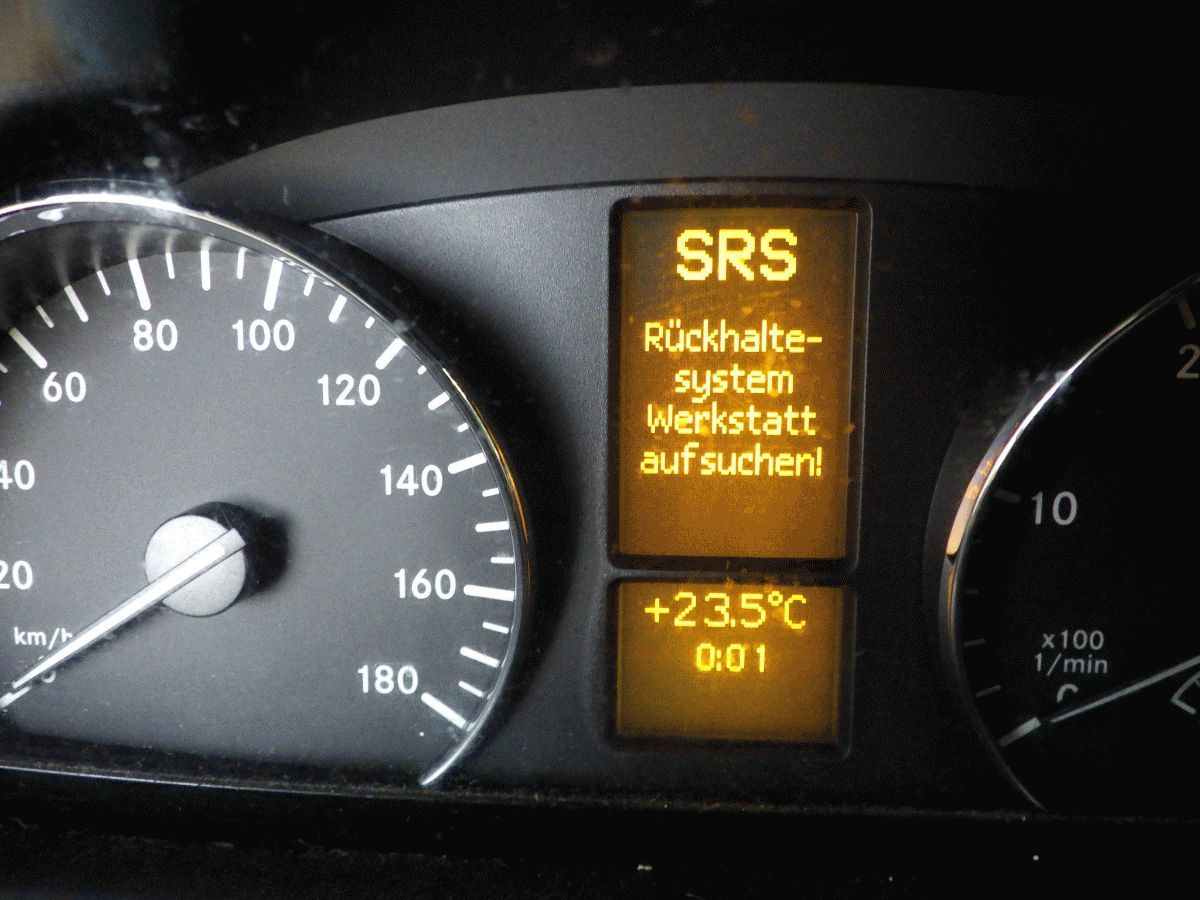 80
100
60
120
40
140
20
160
km/h
180
SRS
Rückhalte-
system
Werkstatt
aufsuchen!
+23.5°C
0:01
10
x100
1/min